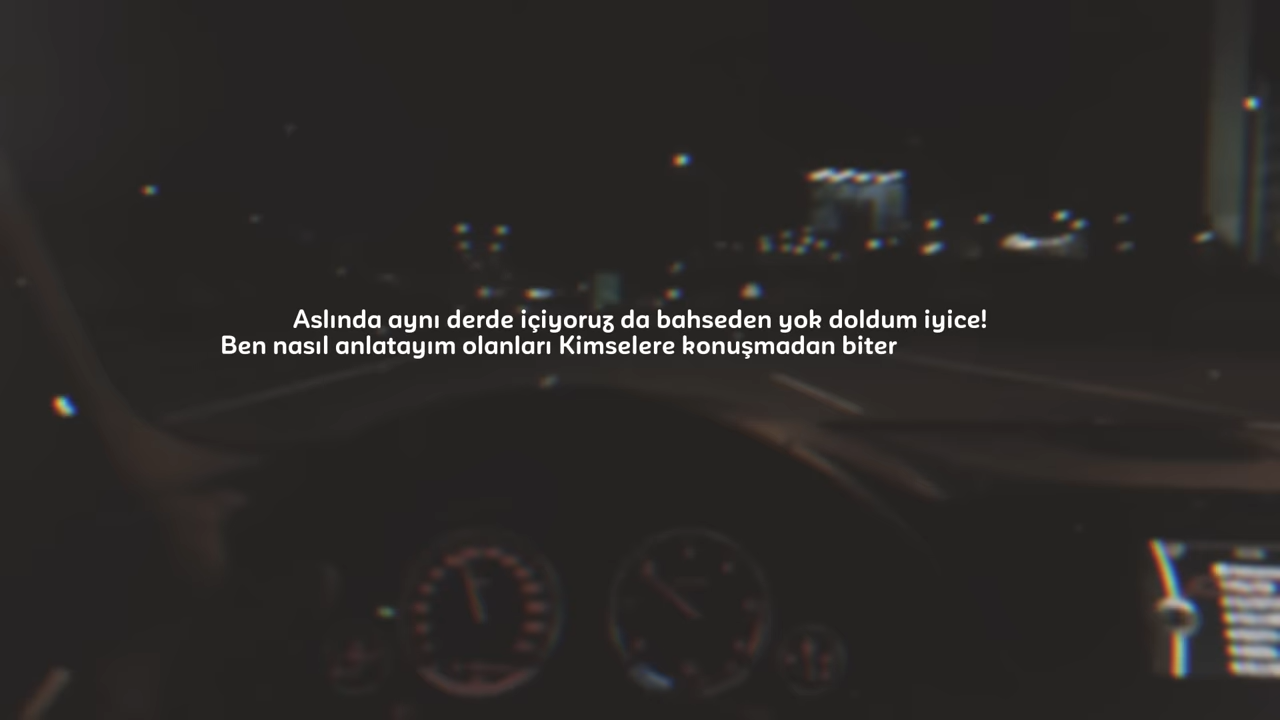 Aslında aynı derde içiyoruz da bahseden yok doldum iyice!
Ben nasıl anlatayım olanları Kimselere konuşmadan biter